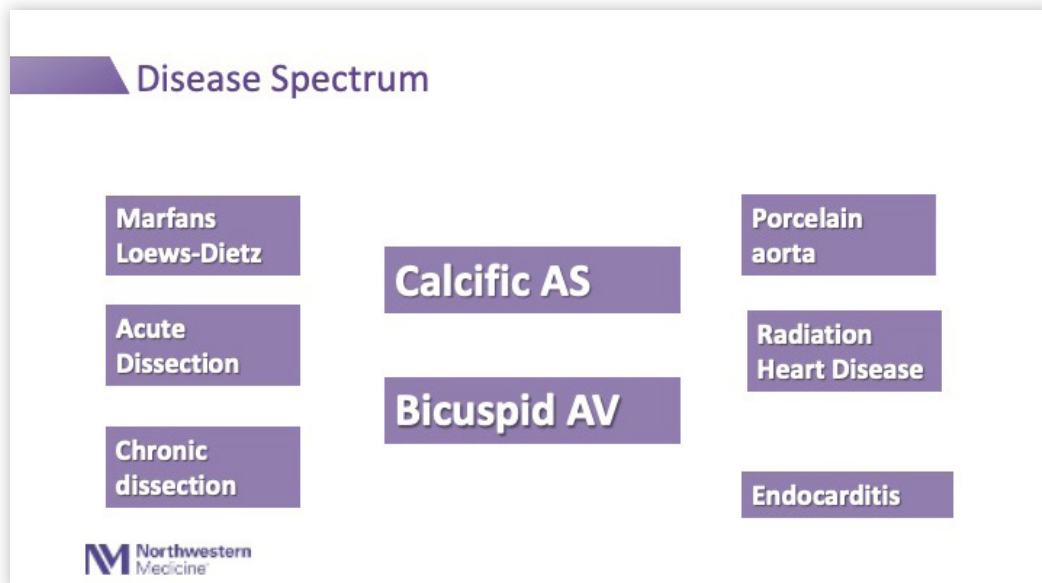 Disease Spectrum
Marfans
Loews-Dietz
Acute
Dissection
Chronic
dissection
Calcific AS
Bicuspid AV
Porcelain
aorta
Radiation
Heart Disease
Endocarditis
NM Northwestern
Medicine